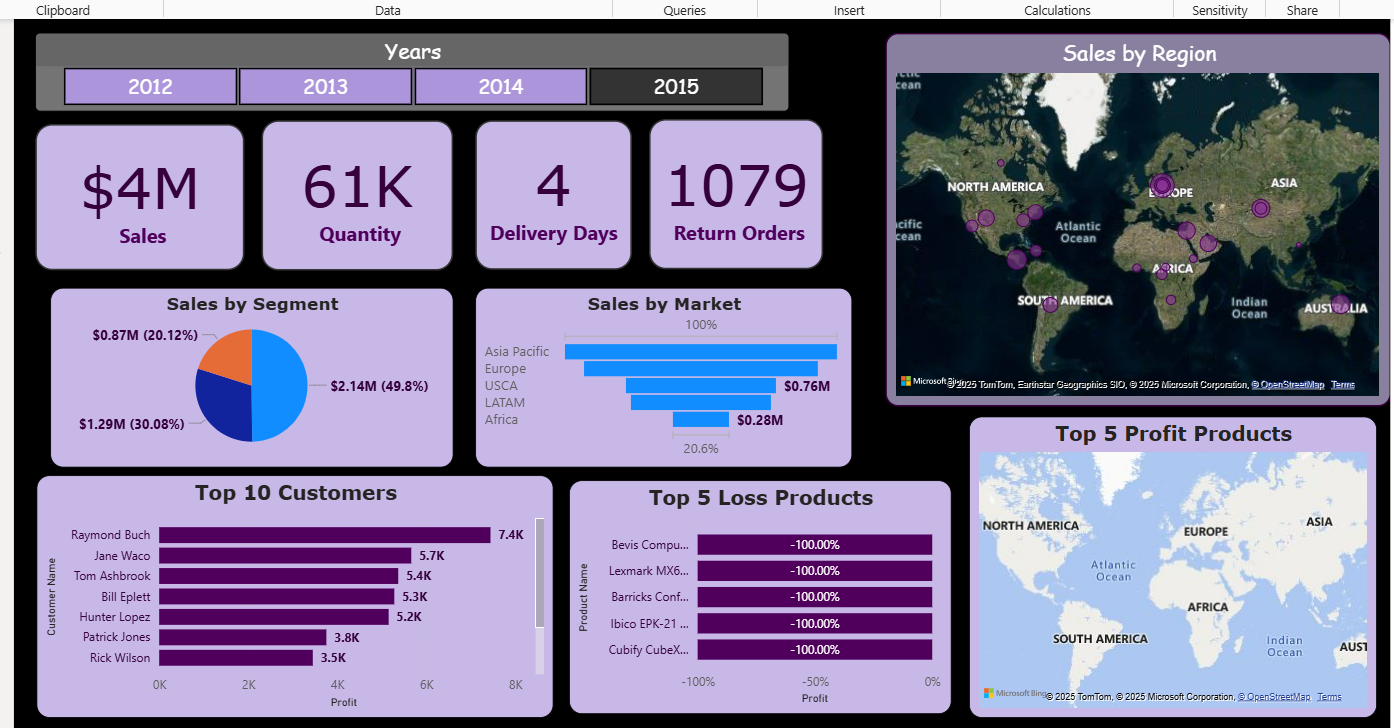 Clipboard Data Queries Insert Calculations Sensitivity Share
Years
2012 2013 2014 2015
$4M
Sales
61K
Quantity
4
Delivery Days
1079
Return Orders
Sales by Region
NORTH AMERICA
EUROPE
ASIA
Atlantic
Ocean
AFRICA
SOUTH AMERICA
Indian
Ocean
AUSTRALIA
cific
cean
ctic
cean
Microsoft Bing
© 2025 TomTom, Earthstar Geographics SIO, © 2025 Microsoft Corporation, © OpenStreetMap Terms
Sales by Segment
$0.87M (20.12%)
$2.14M (49.8%)
$1.29M (30.08%)
Sales by Market
100%
Asia Pacific
Europe
USCA $0.76M
LATAM
Africa $0.28M
20.6%
Top 10 Customers
Customer Name
Raymond Buch 7.4K
Jane Waco 5.7K
Tom Ashbrook 5.4K
Bill Eplett 5.3K
Hunter Lopez 5.2K
Patrick Jones 3.8K
Rick Wilson 3.5K
0K 2K 4K 6K 8K
Profit
Top 5 Loss Products
Product Name
Bevis Compu... -100.00%
Lexmark MX6... -100.00%
Barricks Conf... -100.00%
Ibico EPK-21 ... -100.00%
Cubify CubeX... -100.00%
-100% -50% 0%
Profit
Top 5 Profit Products
NORTH AMERICA
EUROPE
ASIA
Atlantic
Ocean
AFRICA
SOUTH AMERICA
Indian
Ocean
AUST
Microsoft Bing
© 2025 TomTom, © 2025 Microsoft Corporation, © OpenStreetMap Terms